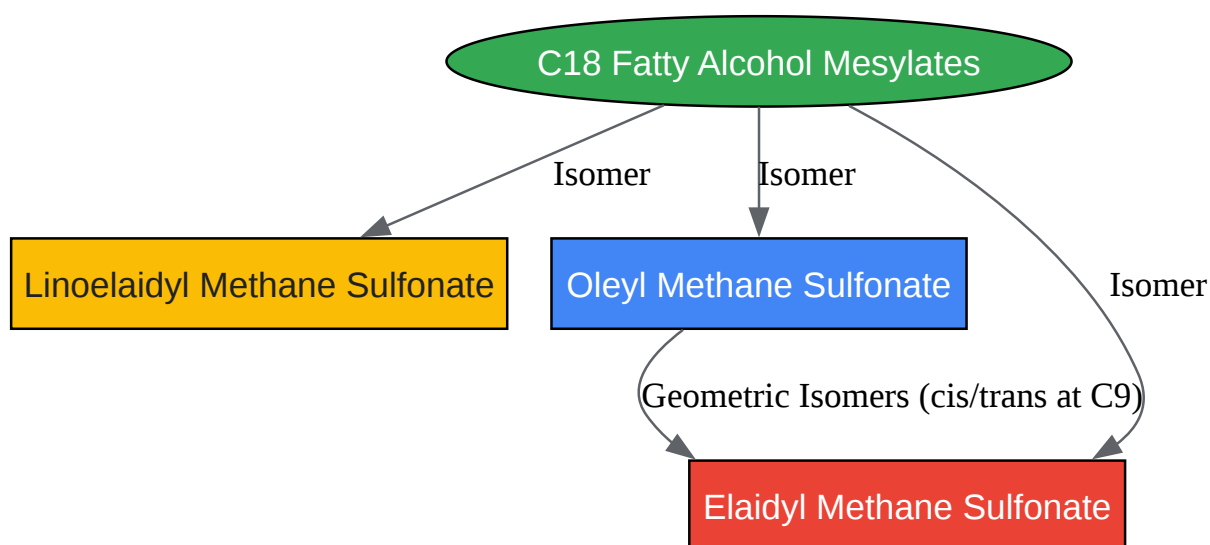 C18 Fatty Alcohol Mesylates
Isomer
Isomer
Linoelaidyl Methane Sulfonate
Oleyl Methane Sulfonate
Isomer
Geometric Isomers (cis/trans at C9)
Elaidyl Methane Sulfonate